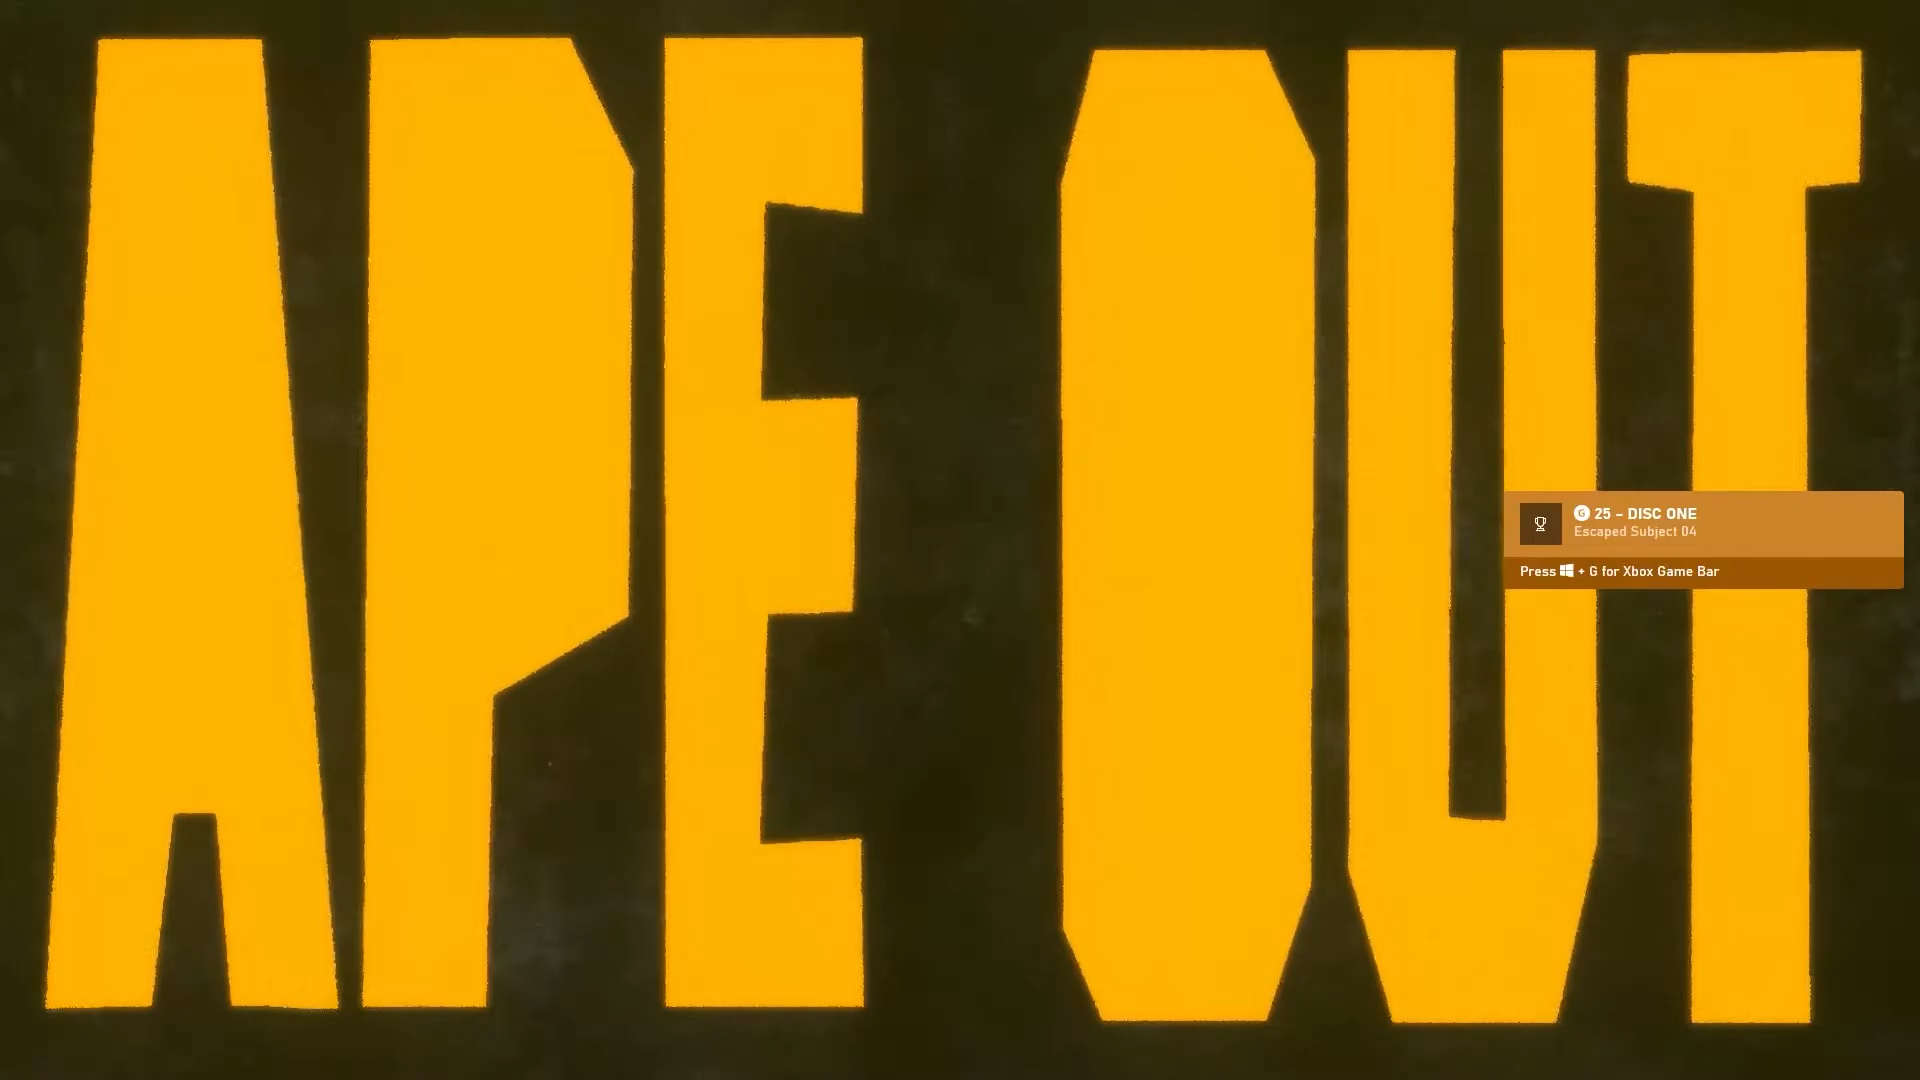 APE OUT
G 25 – DISC ONE
Escaped Subject 04
Press + G for Xbox Game Bar